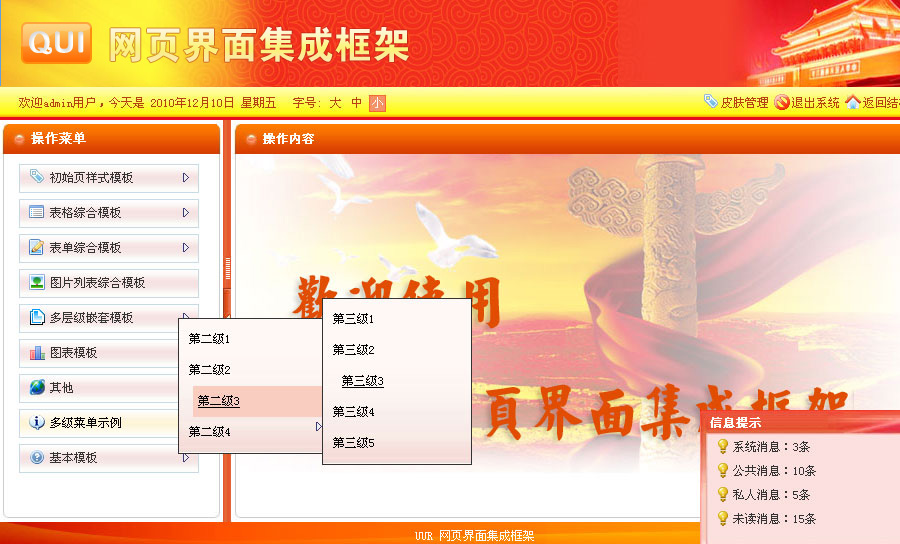 QUI 网页界面集成框架
欢迎admin用户，今天是 2010年12月10日 星期五 字号: 大 中 小
皮肤管理 退出系统 返回结
操作菜单
初始页样式模板
表格综合模板
表单综合模板
图片列表综合模板
多层级嵌套模板
图表模板
其他
多级菜单示例
基本模板
第二级1
第二级2
第二级3
第二级4
第三级1
第三级2
第三级3
第三级4
第三级5
操作内容
歡迎使用
頁界面集成框架
信息提示
系统消息：3条
公共消息：10条
私人消息：5条
未读消息：15条
UUR 网页界面集成框架